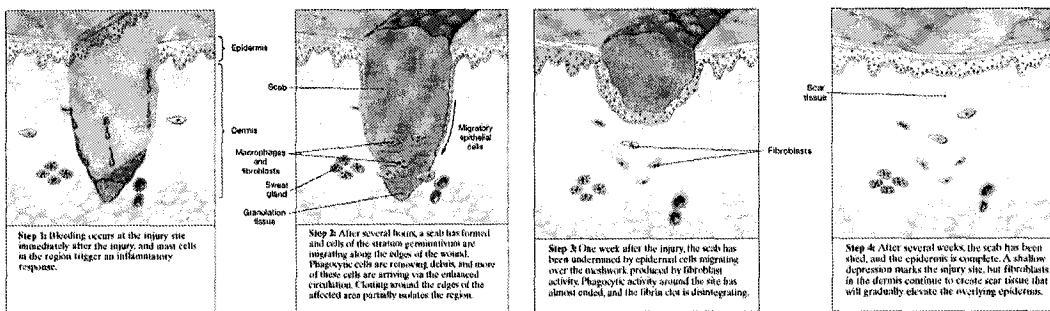 Epidermis
Dermis
Step 1: Bleeding occurs at the injury site
immediately after the injury, and mast cells
in the region trigger an inflammatory
response.
Scab
Macrophages
and
fibroblasts
Sweat
gland
Granulation
tissue
Migratory
epithelial
cells
Step 2: After several hours, a scab has formed
and cells of the stratum germinativum are
migrating along the edges of the wound.
Phagocytic cells are removing debris, and more
of these cells are arriving via the enhanced
circulation. Clotting around the edges of the
affected area partially isolates the region.
Step 3: One week after the injury, the scab has
been undermined by epidermal cells migrating
over the meshwork produced by fibroblast
activity. Phagocytic activity around the site has
almost ended, and the fibrin clot is disintegrating.
Fibroblasts
Scar
tissue
Step 4: After several weeks, the scab has been
shed, and the epidermis is complete. A shallow
depression marks the injury site, but fibroblasts
in the dermis continue to create scar tissue that
will gradually elevate the overlying epidermis.